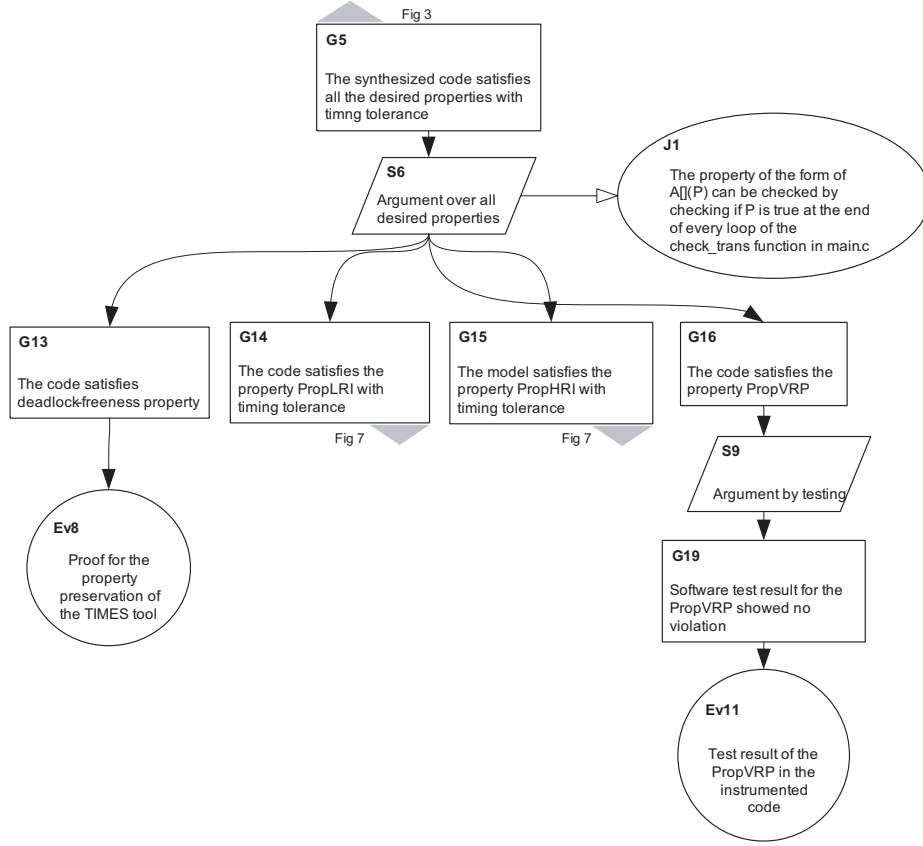 Fig 3
G5
The synthesized code satisfies
all the desired properties with
timng tolerance
S6
Argument over all
desired properties
J1
The property of the form of
A[](P) can be checked by
checking if P is true at the end
of every loop of the
check_trans function in main.c
G13
The code satisfies
deadlock-freeness property
G14
The code satisfies the
property PropLRI with
timing tolerance
Fig 7
G15
The model satisfies the
property PropHRI with
timing tolerance
Fig 7
G16
The code satisfies the
property PropVRP
S9
Argument by testing
Ev8
Proof for the
property
preservation of
the TIMES tool
G19
Software test result for the
PropVRP showed no
violation
Ev11
Test result of the
PropVRP in the
instrumented
code